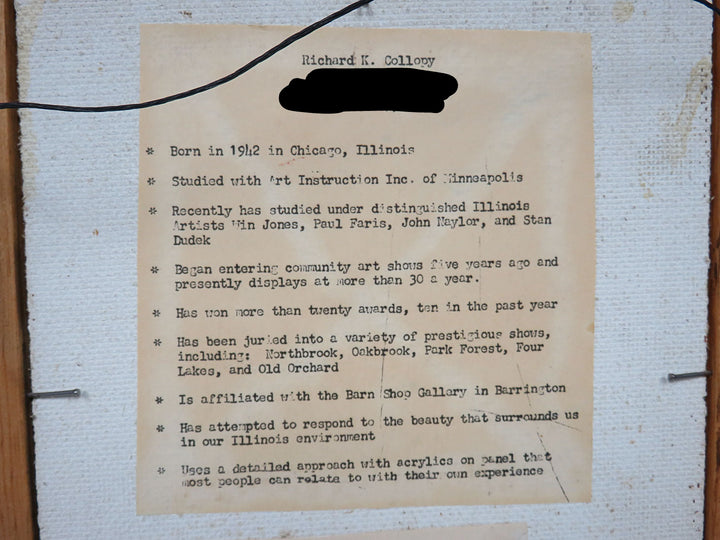 Richard K. Collopy
* Born in 1942 in Chicago, Illinois
* Studied with Art Instruction Inc. of Minneapolis
* Recently has studied under distinguished Illinois
Artists Win Jones, Paul Faris, John Naylor, and Stan
Dudek
* Began entering community art shows five years ago and
presently displays at more than 30 a year.
* Has won more than twenty awards, ten in the past year
* Has been juried into a variety of prestigious shows,
including: Northbrook, Oakbrook, Park Forest, Four
Lakes, and Old Orchard
* Is affiliated with the Barn Shop Gallery in Barrington
* Has attempted to respond to the beauty that surrounds us
in our Illinois environment
* Uses a detailed approach with acrylics on panel that
most people can relate to with their own experience